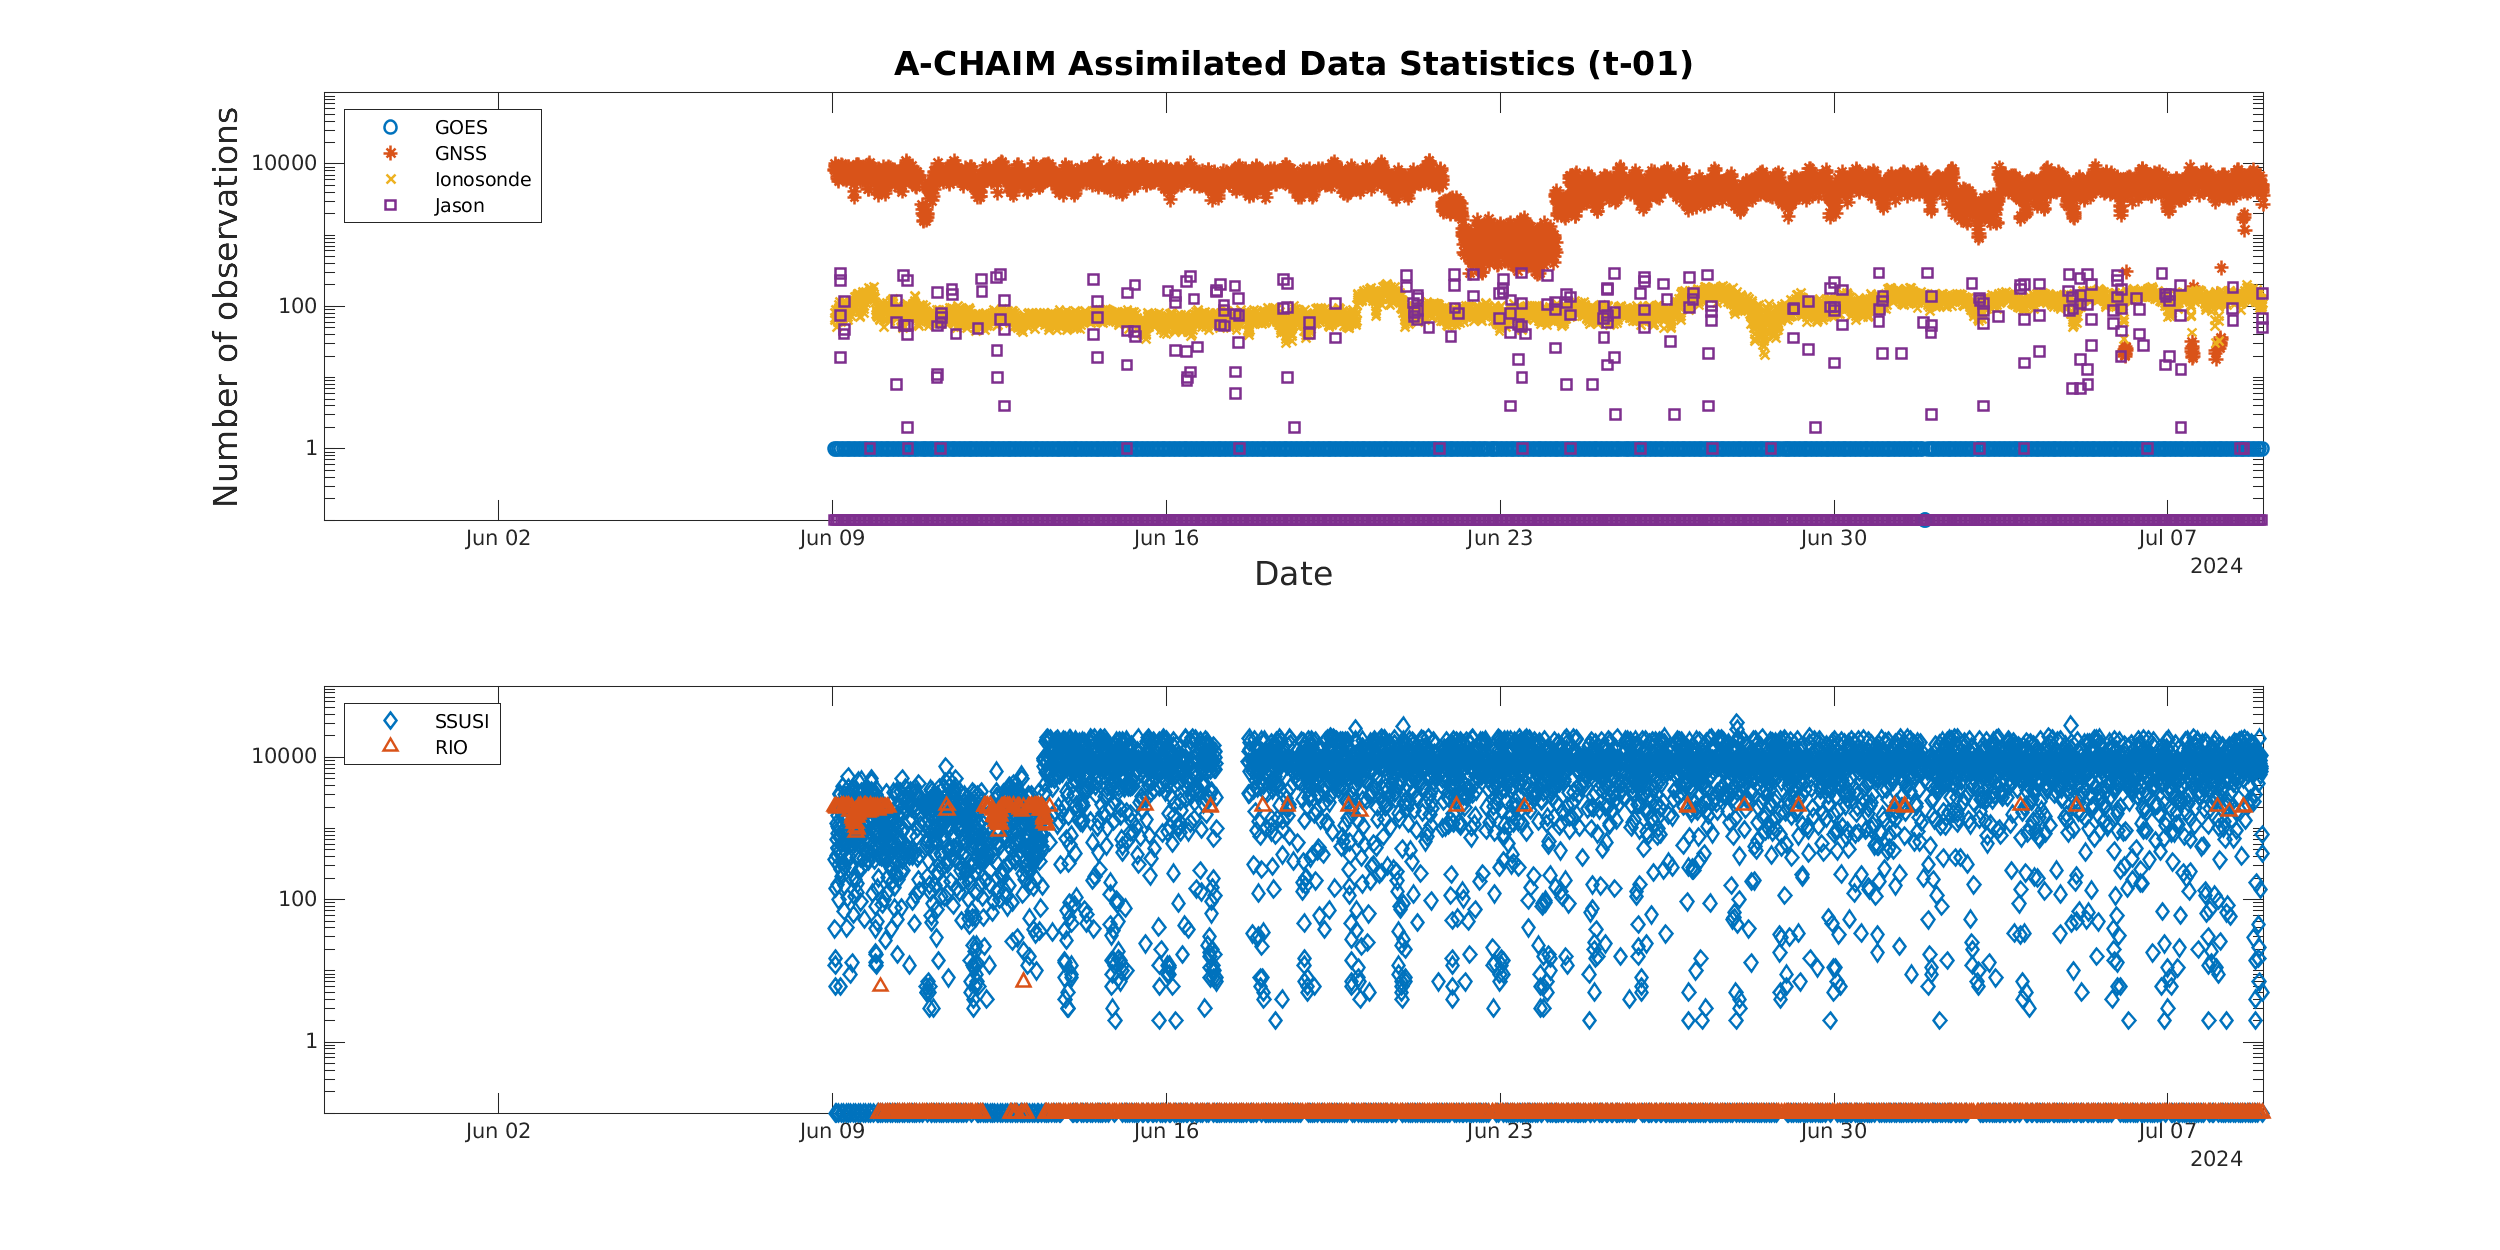 A-CHAIM Assimilated Data Statistics (t-01)
Number of observations
10000
100
1
GOES
GNSS
Ionosonde
Jason
Jun 02
Jun 09
Jun 16
Jun 23
Jun 30
Jul 07
2024
Date
10000
100
1
SSUSI
RIO
Jun 02
Jun 09
Jun 16
Jun 23
Jun 30
Jul 07
2024